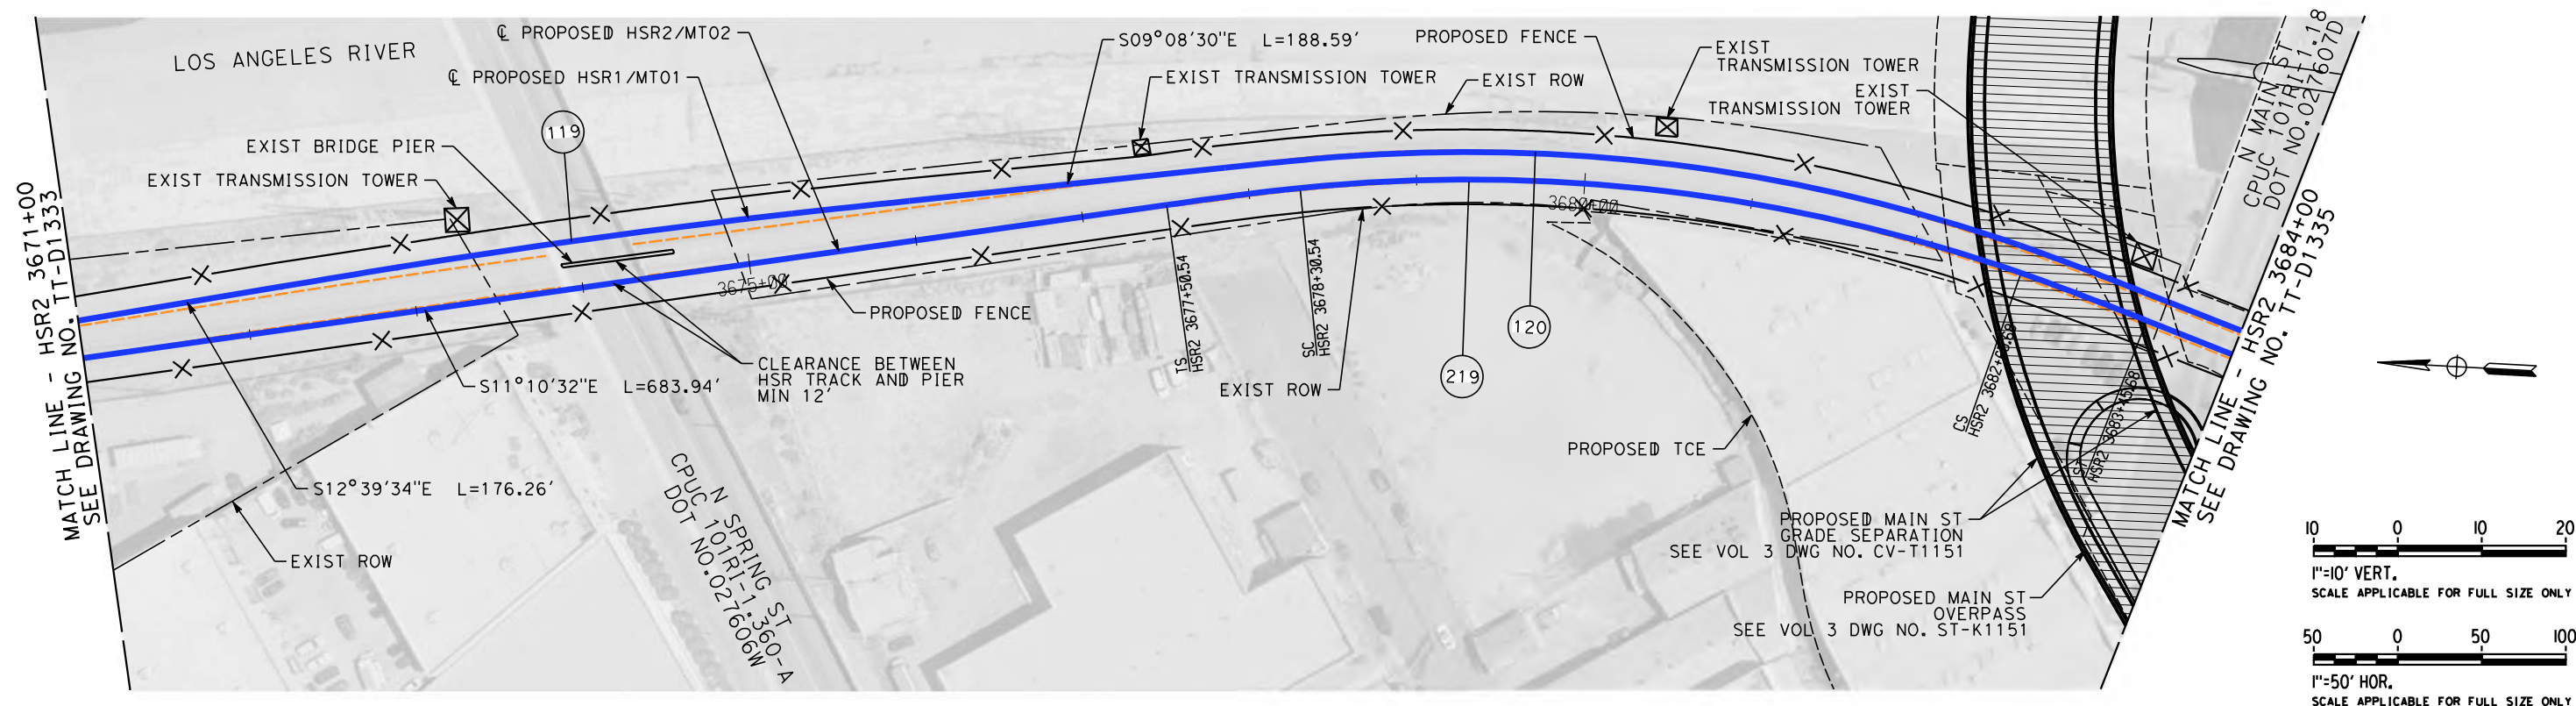 LOS ANGELES RIVER
℄ PROPOSED HSR2/MT02
℄ PROPOSED HSR1/MT01
119
EXIST BRIDGE PIER
EXIST TRANSMISSION TOWER
S09°08'30"E L=188.59'
EXIST TRANSMISSION TOWER
PROPOSED FENCE
EXIST ROW
EXIST
TRANSMISSION TOWER
EXIST
TRANSMISSION TOWER
N MAIN ST
CPUC 101RI-1.18
DOT NO.027607D
MATCH LINE - HSR2 3671+00
SEE DRAWING NO. TT-D1333
3675+00
PROPOSED FENCE
CLEARANCE BETWEEN
HSR TRACK AND PIER
MIN 12'
S11°10'32"E L=683.94'
S12°39'34"E L=176.26'
EXIST ROW
N SPRING ST
CPUC 101RI-1.360-A
DOT NO.027606W
TS
HSR2 3677+50.54
SC
HSR2 3678+30.54
EXIST ROW
219
120
3680+00
PROPOSED TCE
CS
ST
PROPOSED MAIN ST
GRADE SEPARATION
SEE VOL 3 DWG NO. CV-T1151
PROPOSED MAIN ST
OVERPASS
SEE VOL 3 DWG NO. ST-K1151
HSR2 3683+45.68
MATCH LINE - HSR2 3684+00
SEE DRAWING NO. TT-D1335
10 0 10 20
1"=10' VERT.
SCALE APPLICABLE FOR FULL SIZE ONLY
50 0 50 100
1"=50' HOR.
SCALE APPLICABLE FOR FULL SIZE ONLY